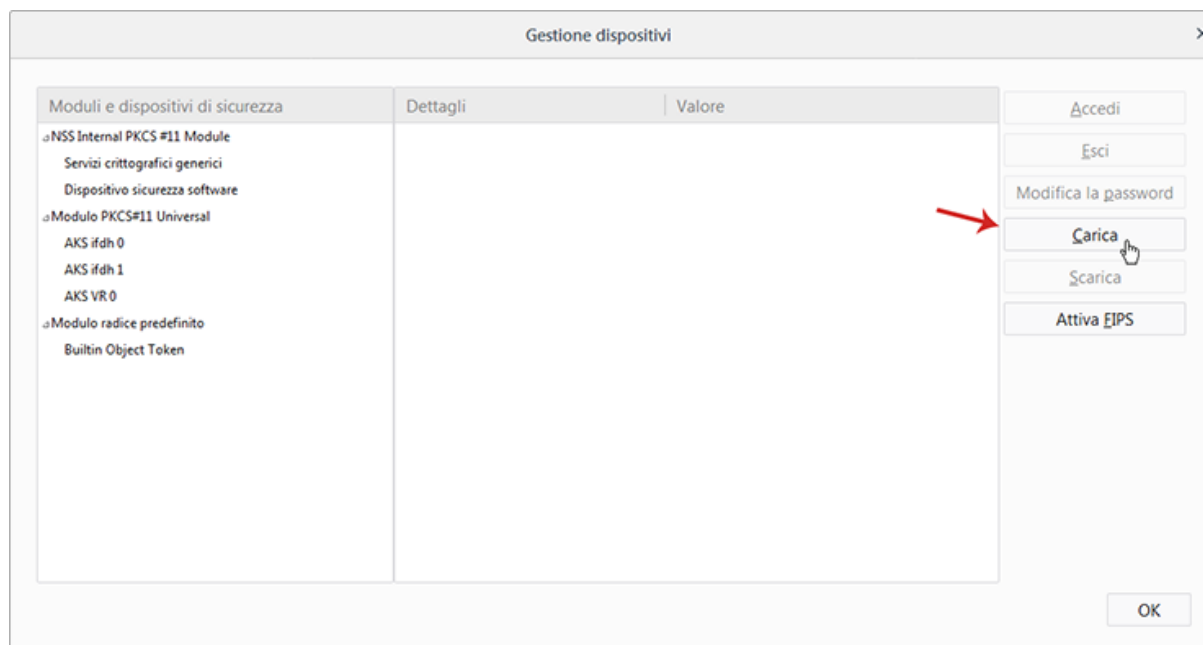 Gestione dispositivi
Moduli e dispositivi di sicurezza
Dettagli
Valore
NSS Internal PKCS #11 Module
Servizi crittografici generici
Dispositivo sicurezza software
Modulo PKCS#11 Universal
AKS ifdh 0
AKS ifdh 1
AKS VR 0
Modulo radice predefinito
Builtin Object Token
Accedi
Esci
Modifica la password
Carica
Scarica
Attiva FIPS
OK